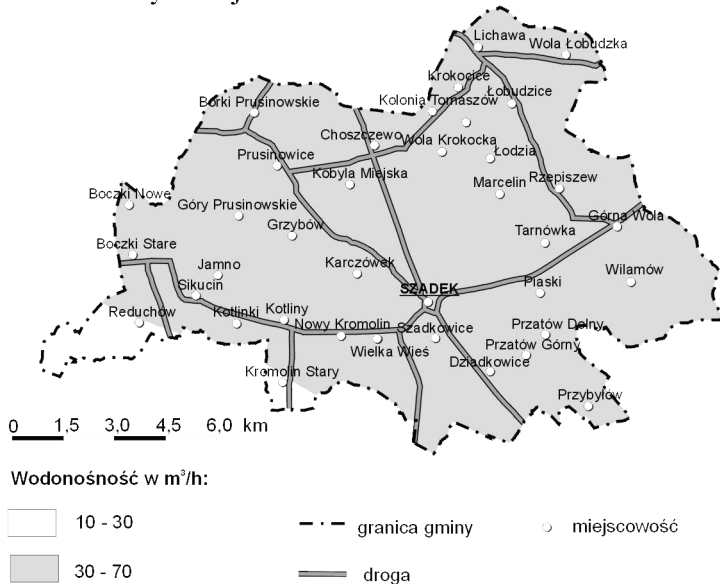 Lichawa
Wola Łobudzka
Krokocice
Łobudzice
Borki Prusinowskie
Kolonia Tomaszów
Choszczewo
Wola Krokocka
Łodzia
Prusinowice
Kobyla Miejska
Marcelin
Rzepiszew
Boczki Nowe
Góry Prusinowskie
Górna Wola
Grzybów
Tarnówka
Boczki Stare
Jamno
Karczówek
Wilamów
Sikucin
SZADEK
Piaski
Reduchów
Kotlinki
Kotliny
Nowy Kromolin
Szadkowice
Przatów Dolny
Wielka Wieś
Przatów Górny
Dziadkowice
Kromolin Stary
Przybyłów
0 1,5 3,0 4,5 6,0 km
Wodonośność w m³/h:
10 - 30
granica gminy
miejscowość
30 - 70
droga